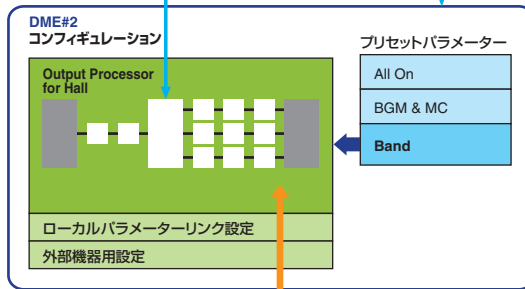 DME#2
コンフィギュレーション
プリセットパラメーター
Output Processor
for Hall
All On
BGM & MC
Band
ローカルパラメーターリンク設定
外部機器用設定